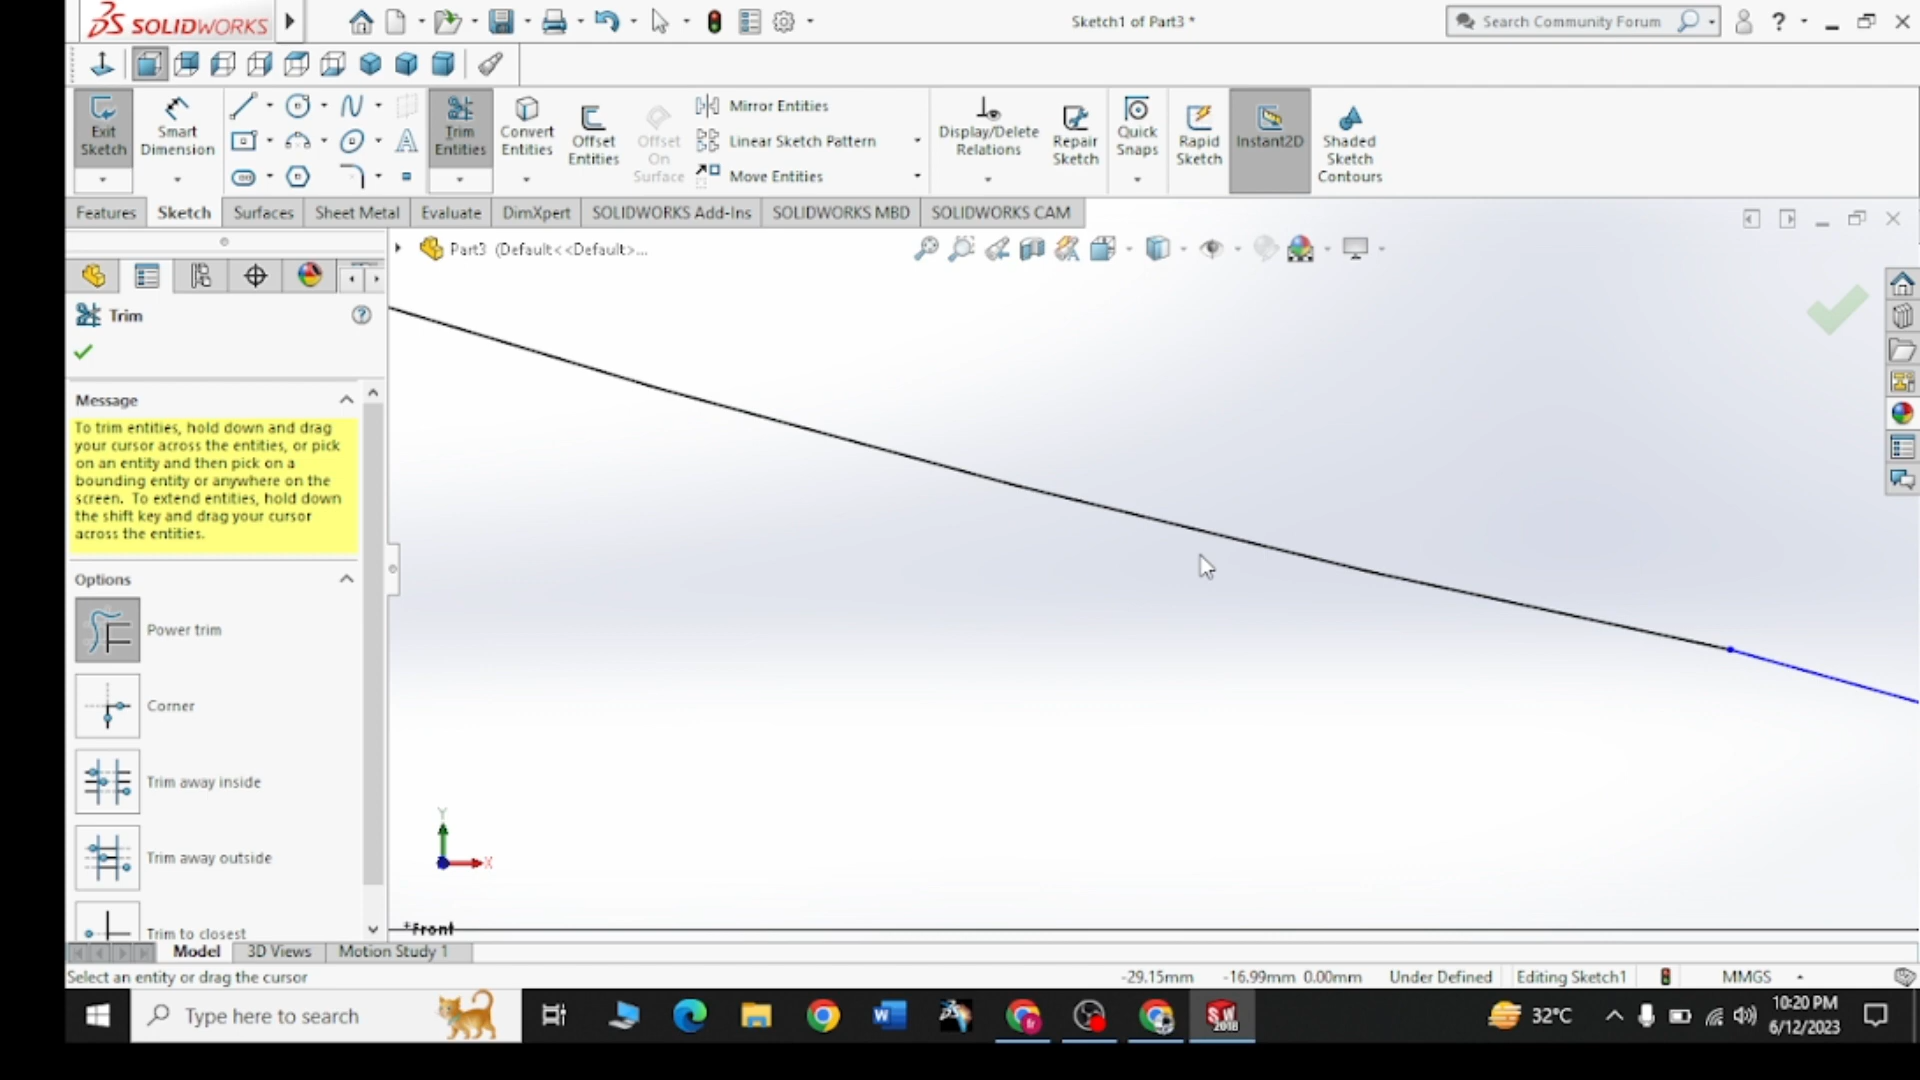 SOLIDWORKS
Sketch1 of Part3 *
Search Community Forum
?
Exit Sketch
Smart Dimension
Trim Entities
Convert Entities
Offset Entities
Offset On Surface
Mirror Entities
Linear Sketch Pattern
Move Entities
Display/Delete Relations
Repair Sketch
Quick Snaps
Rapid Sketch
Instant2D
Shaded Sketch Contours
Features
Sketch
Surfaces
Sheet Metal
Evaluate
DimXpert
SOLIDWORKS Add-Ins
SOLIDWORKS MBD
SOLIDWORKS CAM
Part3 (Default<<Default>...
Trim
?
Message
To trim entities, hold down and drag
your cursor across the entities, or pick
on an entity and then pick on a
bounding entity or anywhere on the
screen. To extend entities, hold down
the shift key and drag your cursor
across the entities.
Options
Power trim
Corner
Trim away inside
Trim away outside
Trim to closest
Y
X
*Front
Model
3D Views
Motion Study 1
Select an entity or drag the cursor
-29.15mm
-16.99mm 0.00mm
Under Defined
Editing Sketch1
MMGS
Type here to search
W
fr
SW
2018
32°C
10:20 PM
6/12/2023